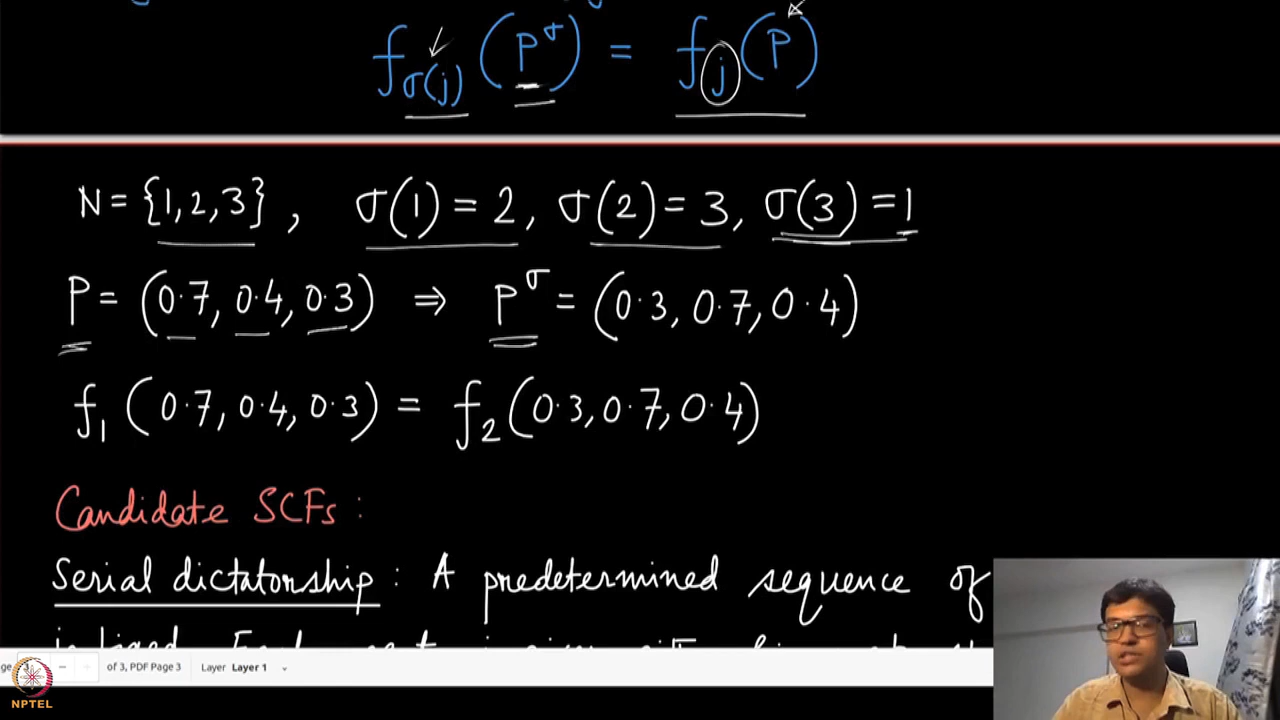 f_σ(j) (P^σ) = f_j (P)
N = {1,2,3} , σ(1) = 2, σ(2) = 3, σ(3) = 1
P = (0.7, 0.4, 0.3) ⇒ P^σ = (0.3, 0.7, 0.4)
f_1 (0.7, 0.4, 0.3) = f_2 (0.3, 0.7, 0.4)
Candidate SCFs :
Serial dictatorship : A predetermined sequence of
of 3, PDF Page 3 Layer Layer 1
NPTEL